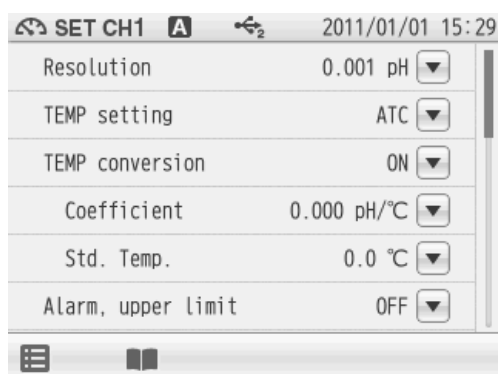 SET CH1 A 2 2011/01/01 15:29
Resolution 0.001 pH
TEMP setting ATC
TEMP conversion ON
Coefficient 0.000 pH/℃
Std. Temp. 0.0 ℃
Alarm, upper limit OFF